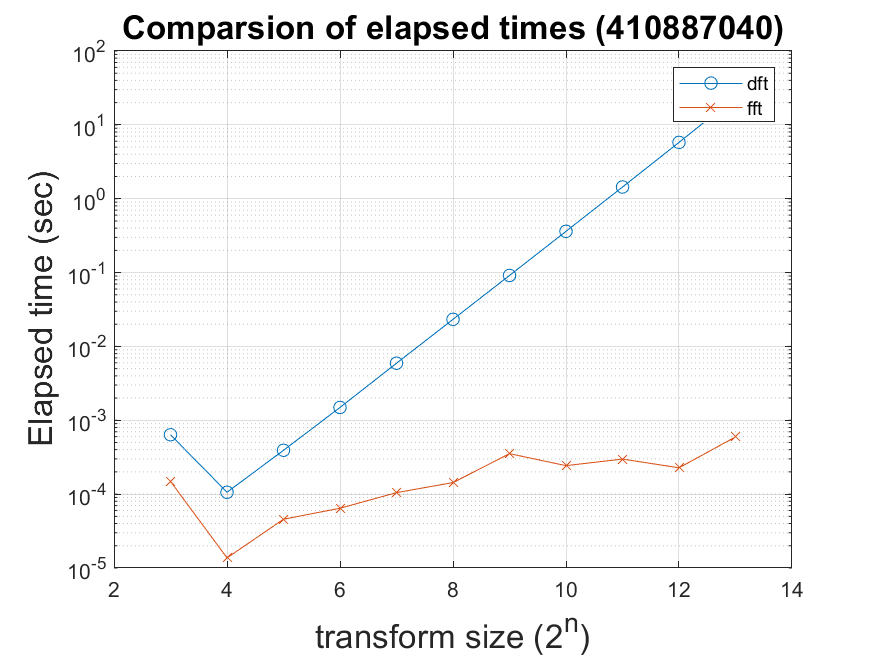 Comparsion of elapsed times (410887040)
dft
fft
Elapsed time (sec)
10^2
10^1
10^0
10^-1
10^-2
10^-3
10^-4
10^-5
2 4 6 8 10 12 14
transform size (2^n)